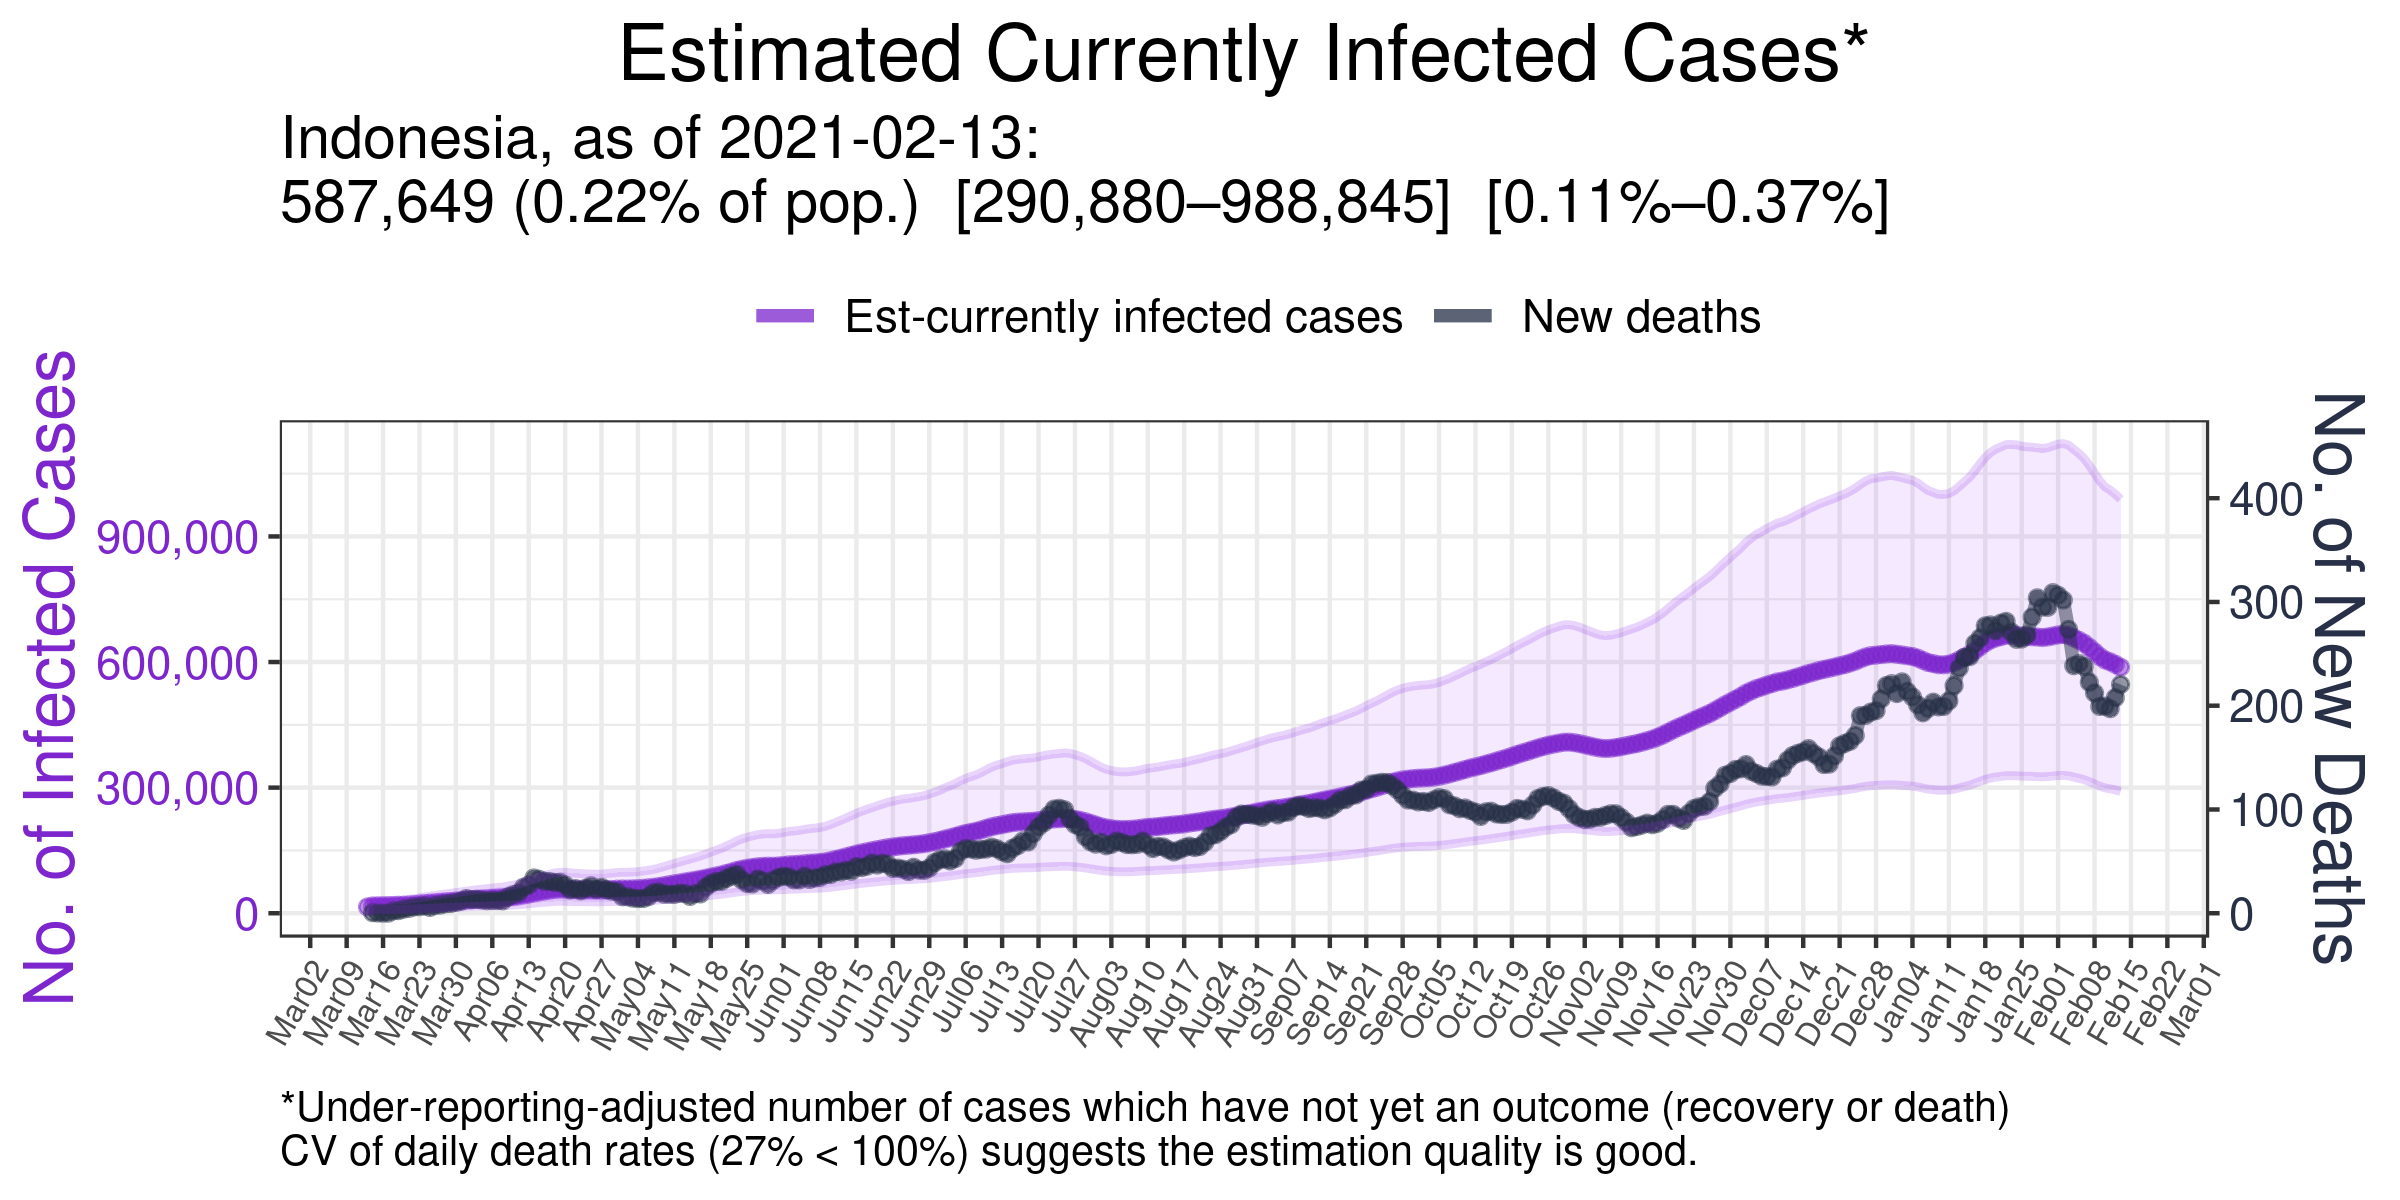 Estimated Currently Infected Cases*
Indonesia, as of 2021-02-13:
587,649 (0.22% of pop.)  [290,880–988,845]  [0.11%–0.37%]
Est-currently infected cases
New deaths
No. of Infected Cases
900,000
600,000
300,000
0
No. of New Deaths
400
300
200
100
0
Mar02
Mar09
Mar16
Mar23
Mar30
Apr06
Apr13
Apr20
Apr27
May04
May11
May18
May25
Jun01
Jun08
Jun15
Jun22
Jun29
Jul06
Jul13
Jul20
Jul27
Aug03
Aug10
Aug17
Aug24
Aug31
Sep07
Sep14
Sep21
Sep28
Oct05
Oct12
Oct19
Oct26
Nov02
Nov09
Nov16
Nov23
Nov30
Dec07
Dec14
Dec21
Dec28
Jan04
Jan11
Jan18
Jan25
Feb01
Feb08
Feb15
Feb22
Mar01
*Under-reporting-adjusted number of cases which have not yet an outcome (recovery or death)
CV of daily death rates (27% < 100%) suggests the estimation quality is good.